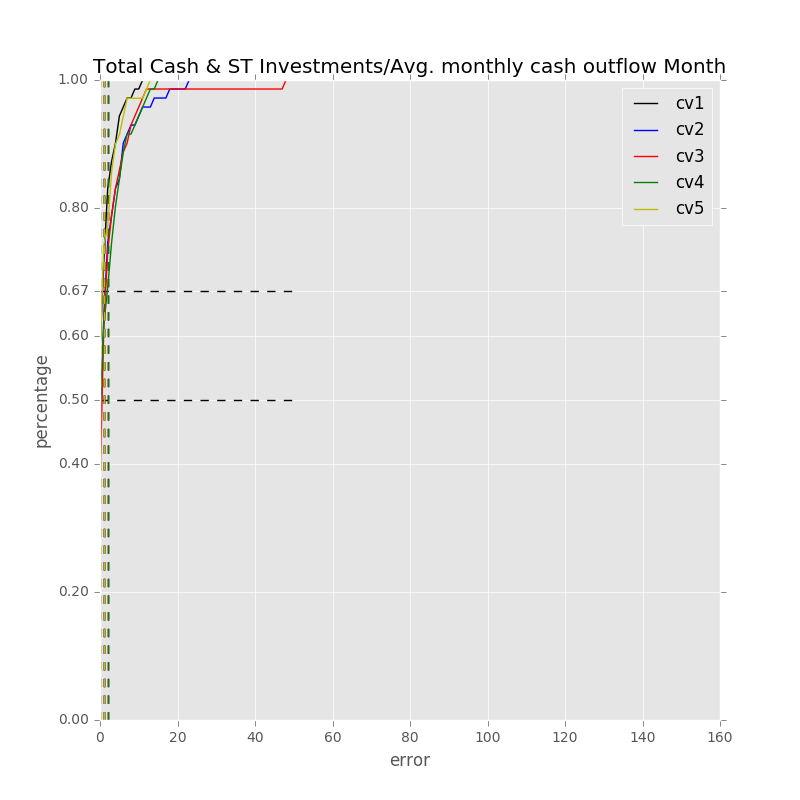 Total Cash & ST Investments/Avg. monthly cash outflow Month
1.00
0.80
0.67
0.60
0.50
0.40
0.20
0.00
percentage
0 20 40 60 80 100 120 140 160
error
cv1
cv2
cv3
cv4
cv5